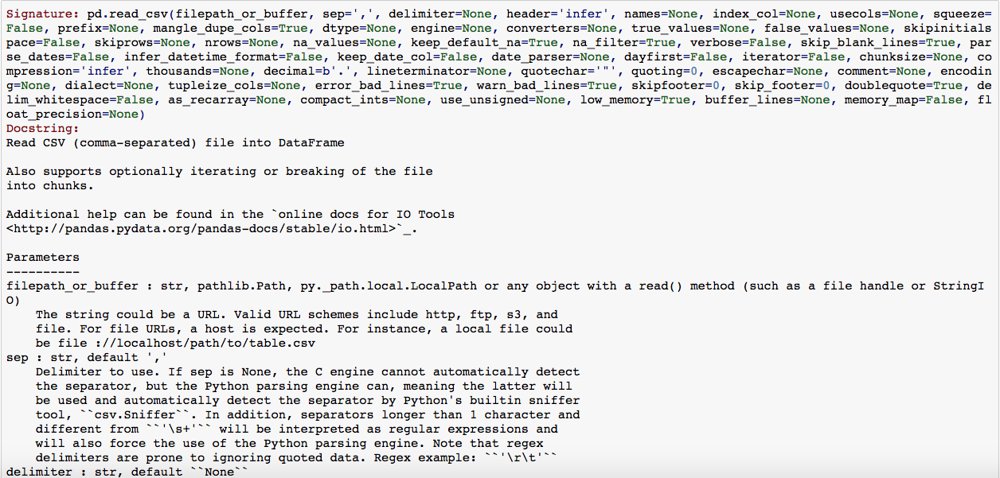 Signature: pd.read_csv(filepath_or_buffer, sep=',', delimiter=None, header='infer', names=None, index_col=None, usecols=None, squeeze=
False, prefix=None, mangle_dupe_cols=True, dtype=None, engine=None, converters=None, true_values=None, false_values=None, skipinitials
pace=False, skiprows=None, nrows=None, na_values=None, keep_default_na=True, na_filter=True, verbose=False, skip_blank_lines=True, par
se_dates=False, infer_datetime_format=False, keep_date_col=False, date_parser=None, dayfirst=False, iterator=False, chunksize=None, co
mpression='infer', thousands=None, decimal=b'.', lineterminator=None, quotechar='"', quoting=0, escapechar=None, comment=None, encodin
g=None, dialect=None, tupleize_cols=None, error_bad_lines=True, warn_bad_lines=True, skipfooter=0, skip_footer=0, doublequote=True, de
lim_whitespace=False, as_recarray=None, compact_ints=None, use_unsigned=None, low_memory=True, buffer_lines=None, memory_map=False, fl
oat_precision=None)
Docstring:
Read CSV (comma-separated) file into DataFrame

Also supports optionally iterating or breaking of the file
into chunks.

Additional help can be found in the `online docs for IO Tools
<http://pandas.pydata.org/pandas-docs/stable/io.html>`_.

Parameters
----------
filepath_or_buffer : str, pathlib.Path, py._path.local.LocalPath or any object with a read() method (such as a file handle or StringI
O)
    The string could be a URL. Valid URL schemes include http, ftp, s3, and
    file. For file URLs, a host is expected. For instance, a local file could
    be file ://localhost/path/to/table.csv
sep : str, default ','
    Delimiter to use. If sep is None, the C engine cannot automatically detect
    the separator, but the Python parsing engine can, meaning the latter will
    be used and automatically detect the separator by Python's builtin sniffer
    tool, ``csv.Sniffer``. In addition, separators longer than 1 character and
    different from ``'\s+'`` will be interpreted as regular expressions and
    will also force the use of the Python parsing engine. Note that regex
    delimiters are prone to ignoring quoted data. Regex example: ``'\r\t'``
delimiter : str, default ``None``